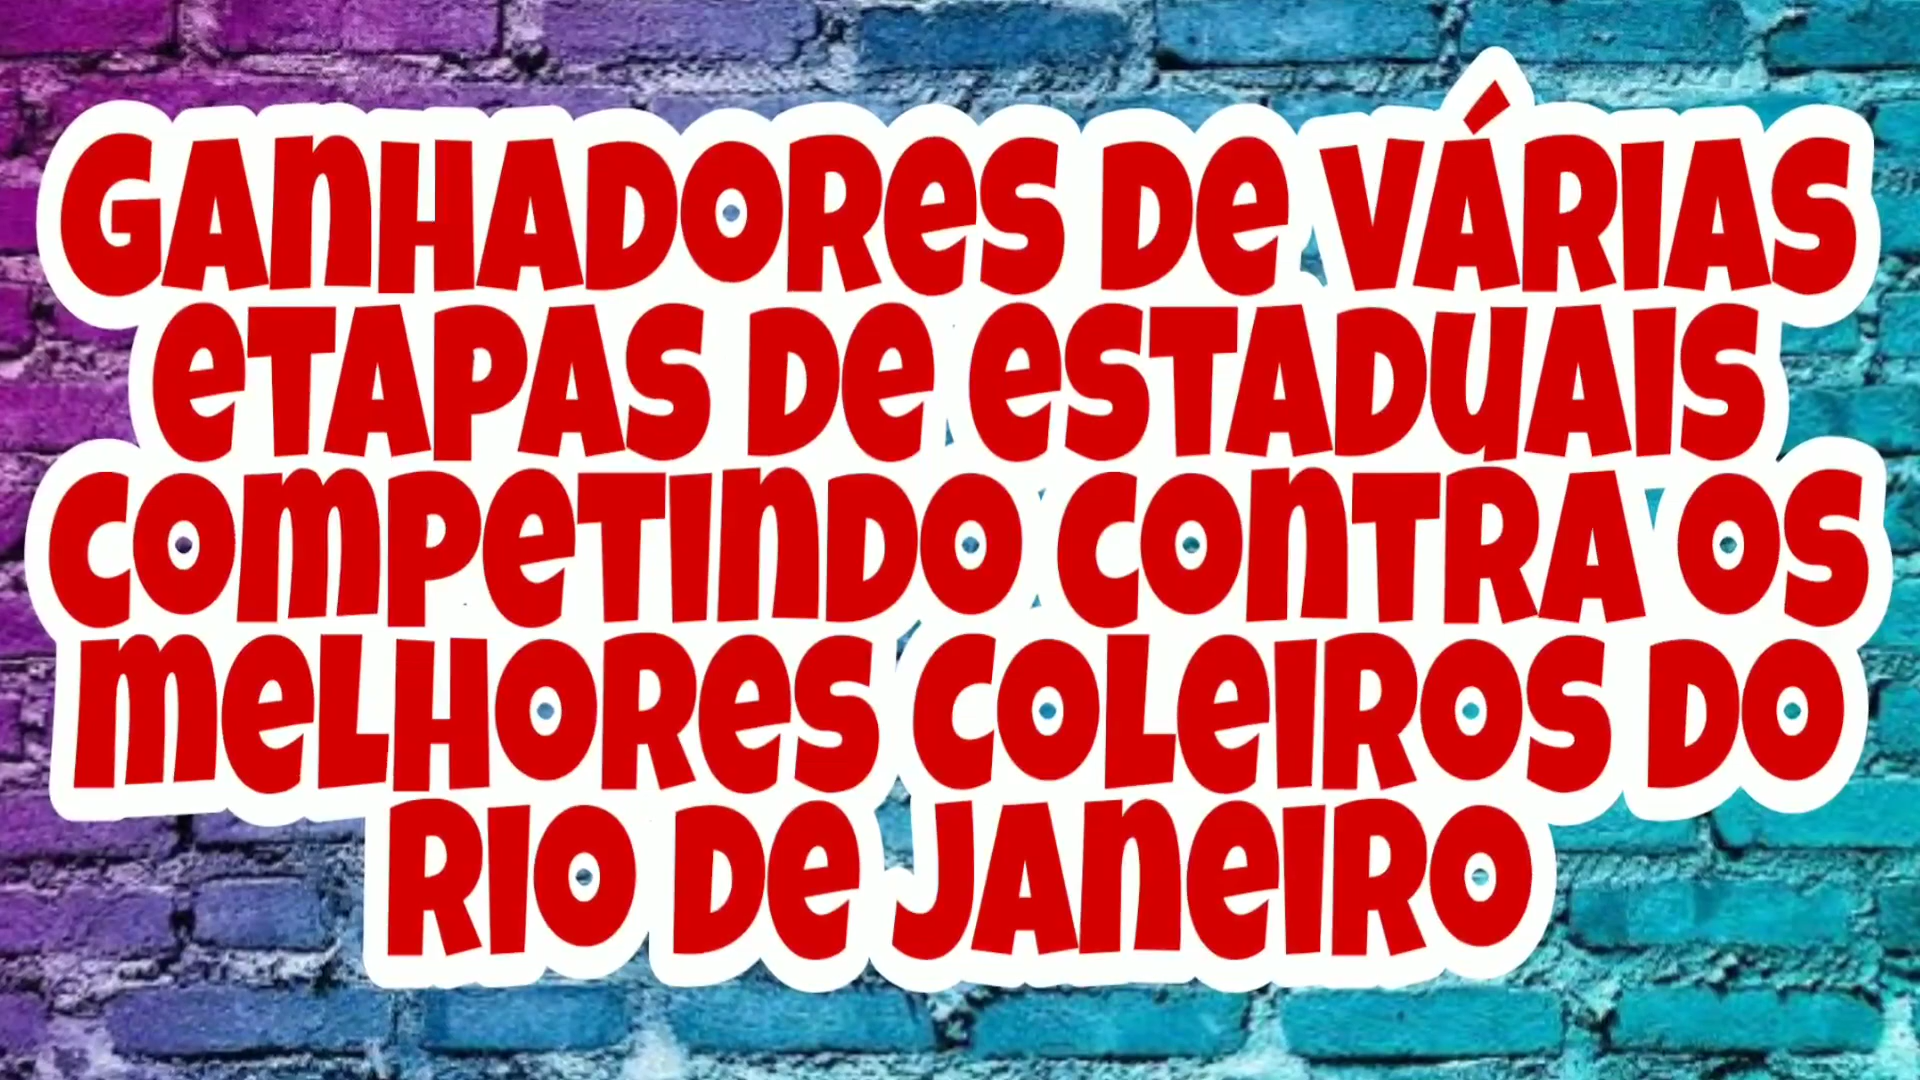 GANHADORES DE VÁRIAS
ETAPAS DE ESTADUAIS
COMPETINDO CONTRA OS
MELHORES COLEIROS DO
RIO DE JANEIRO